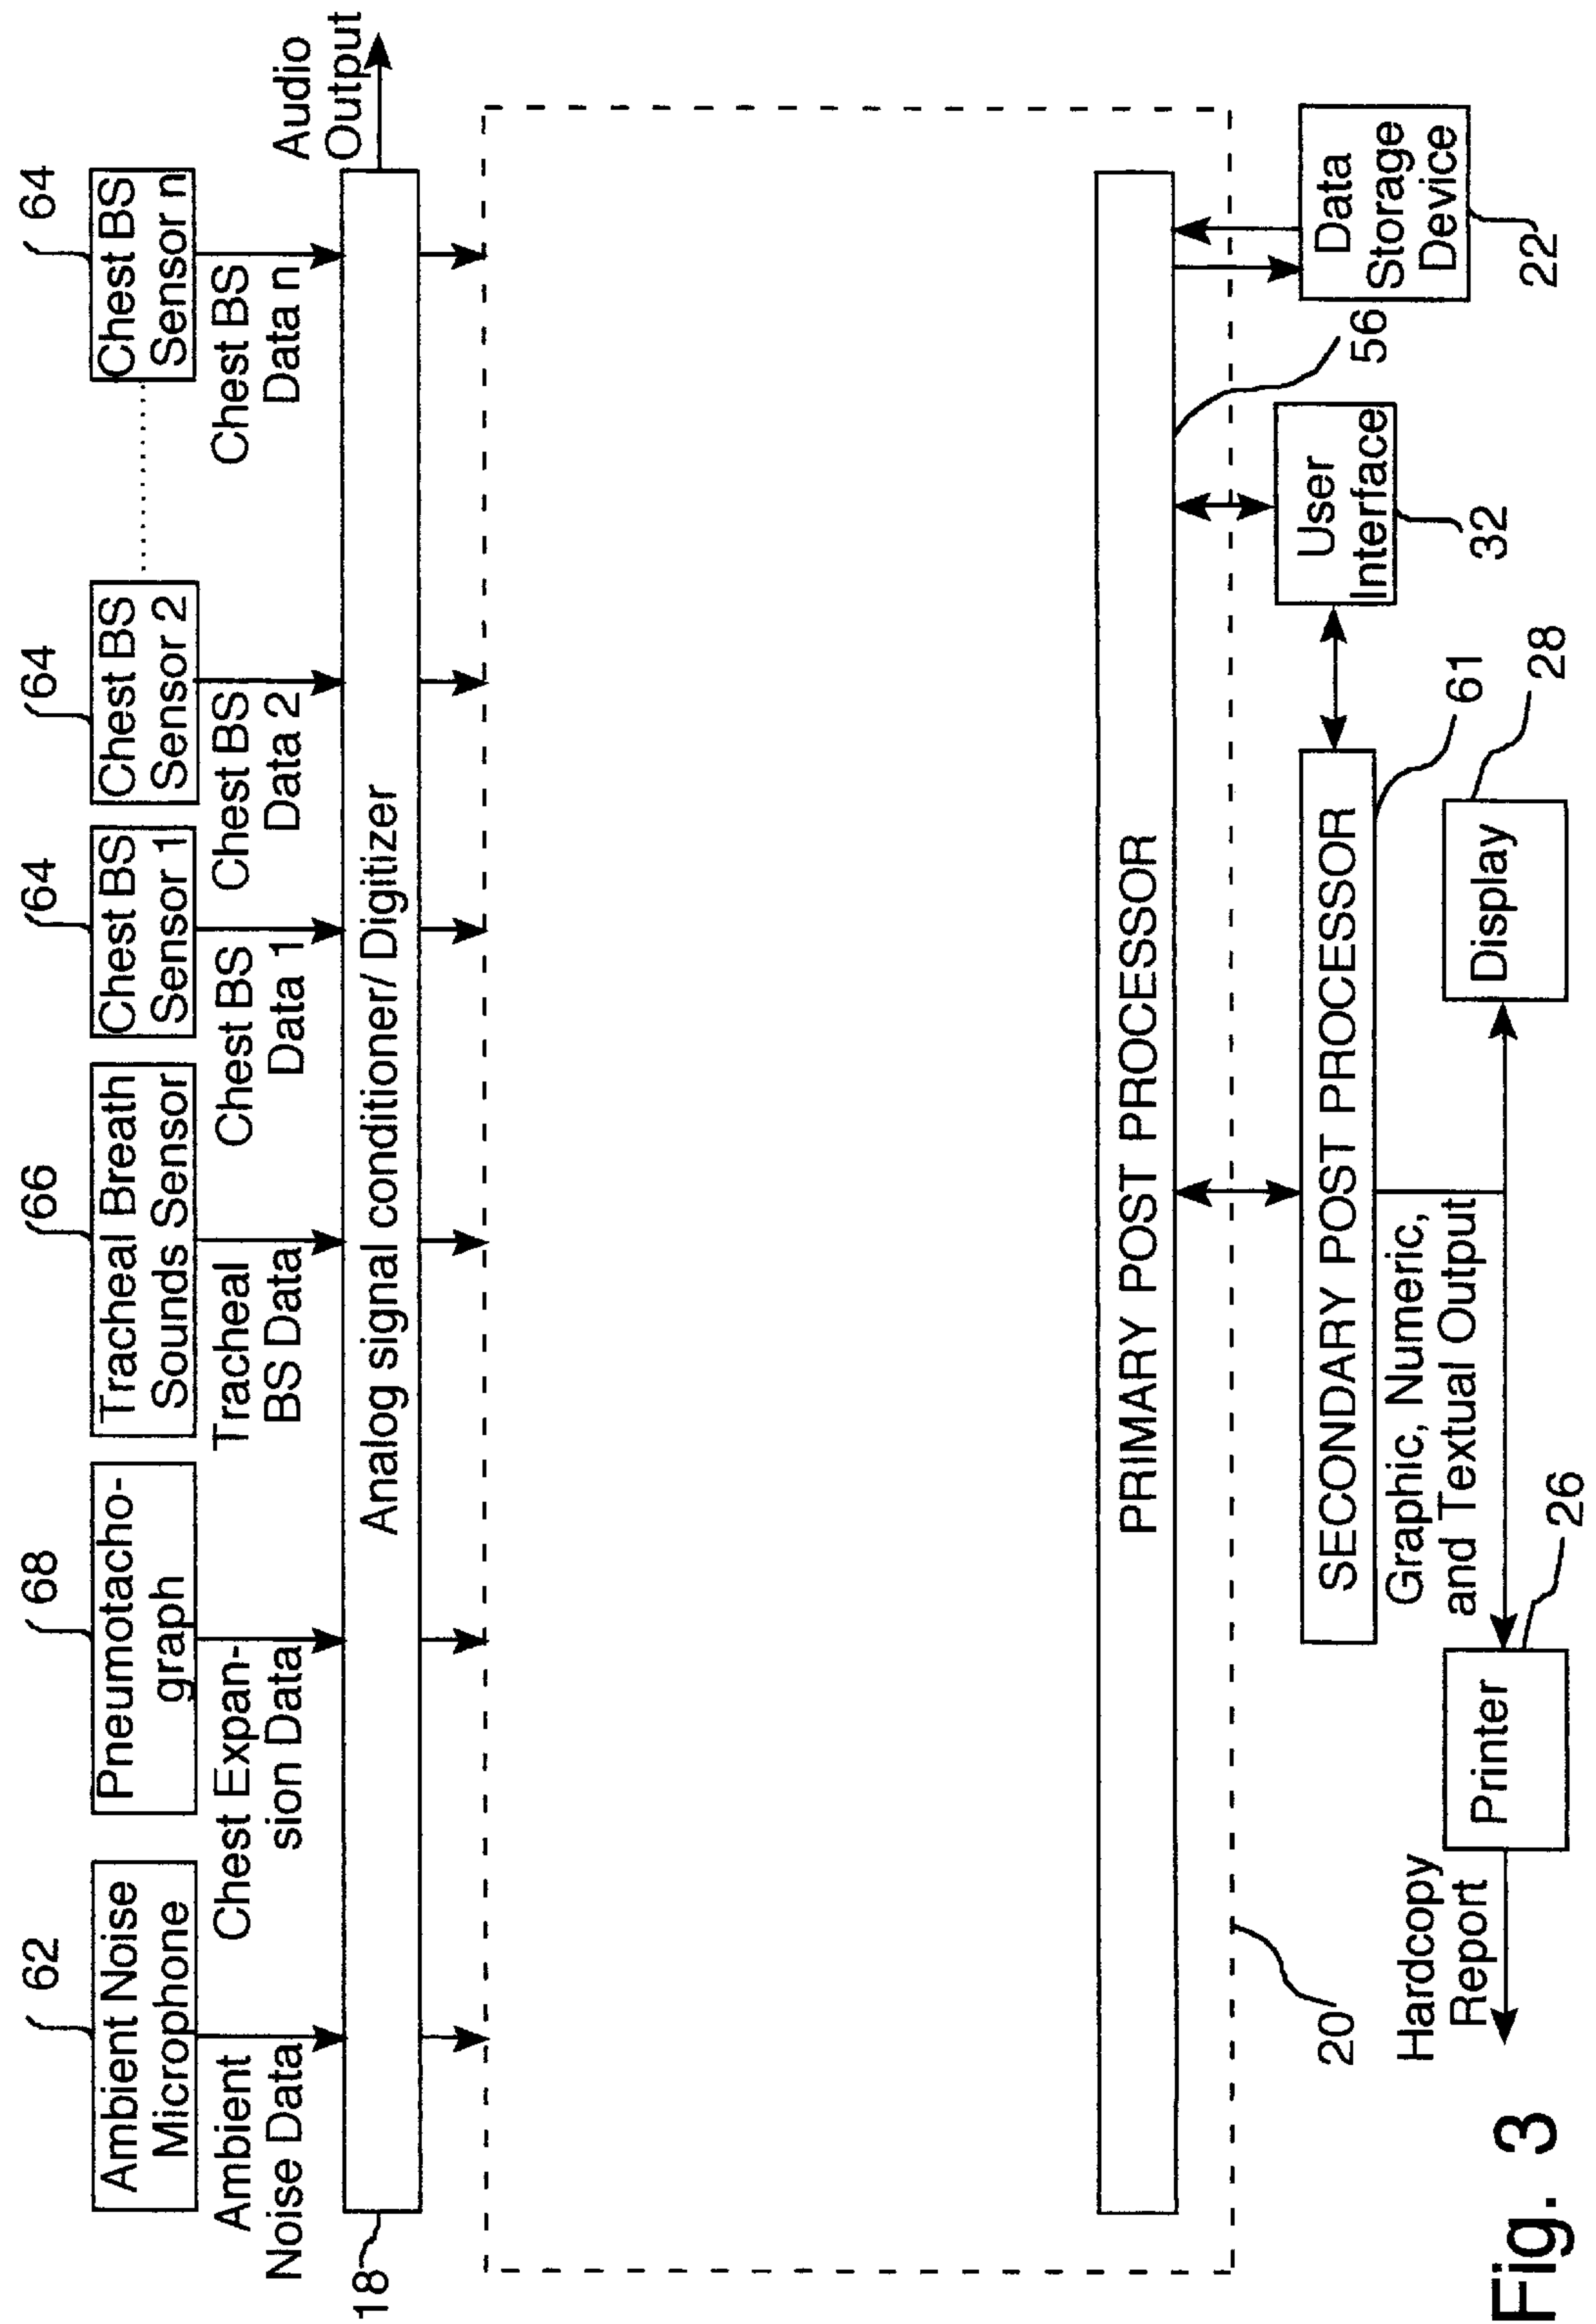 62
68
66
64
64
64
Ambient Noise
Microphone
Pneumotacho-
graph
Tracheal Breath
Sounds Sensor
Chest BS
Sensor 1
Chest BS
Sensor 2
Chest BS
Sensor n
Ambient
Noise Data
Chest Expan-
sion Data
Tracheal
BS Data
Chest BS
Data 1
Chest BS
Data 2
Chest BS
Data n
Audio
Output
18
Analog signal conditioner/ Digitizer
PRIMARY POST PROCESSOR
20
56
SECONDARY POST PROCESSOR
61
User
Interface
32
Data
Storage
Device
22
Graphic, Numeric,
and Textual Output
Hardcopy
Report
Printer
26
Display
28
Fig. 3